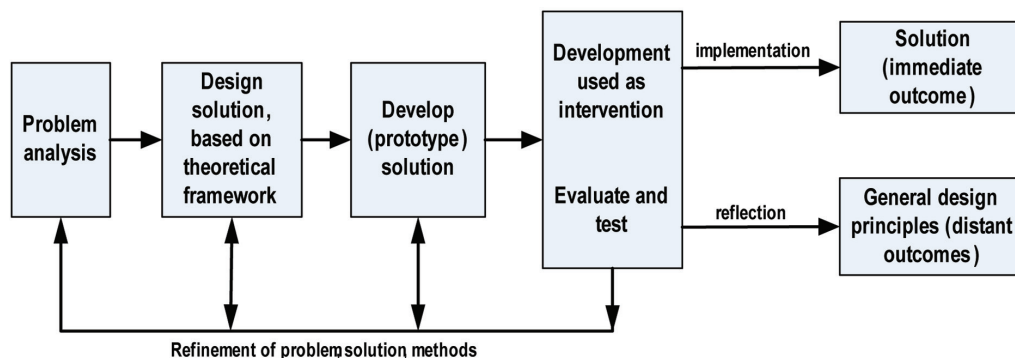 Problem
analysis
Design
solution,
based on
theoretical
framework
Develop
(prototype)
solution
Development
used as
intervention
Evaluate and
test
implementation
Solution
(immediate
outcome)
reflection
General design
principles (distant
outcomes)
Refinement of problem, solution, methods